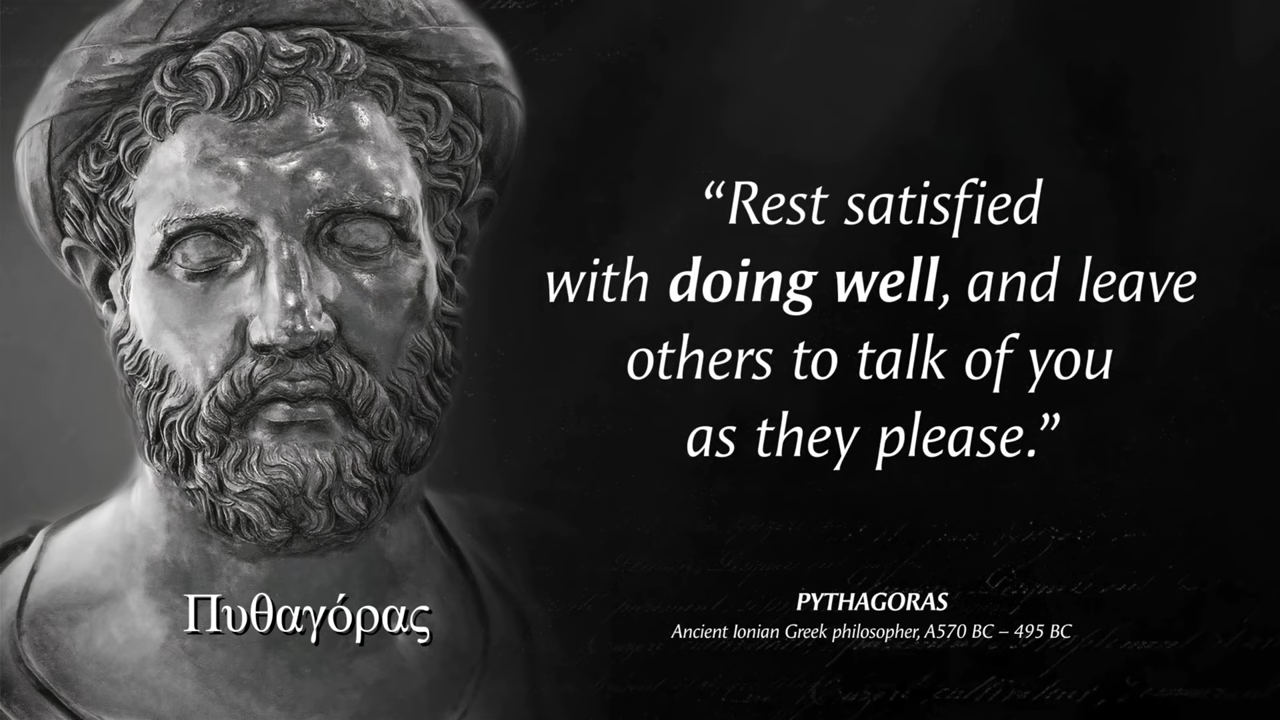 “Rest satisfied
with doing well, and leave
others to talk of you
as they please.”
Πυθαγόρας
PYTHAGORAS
Ancient Ionian Greek philosopher, A570 BC – 495 BC